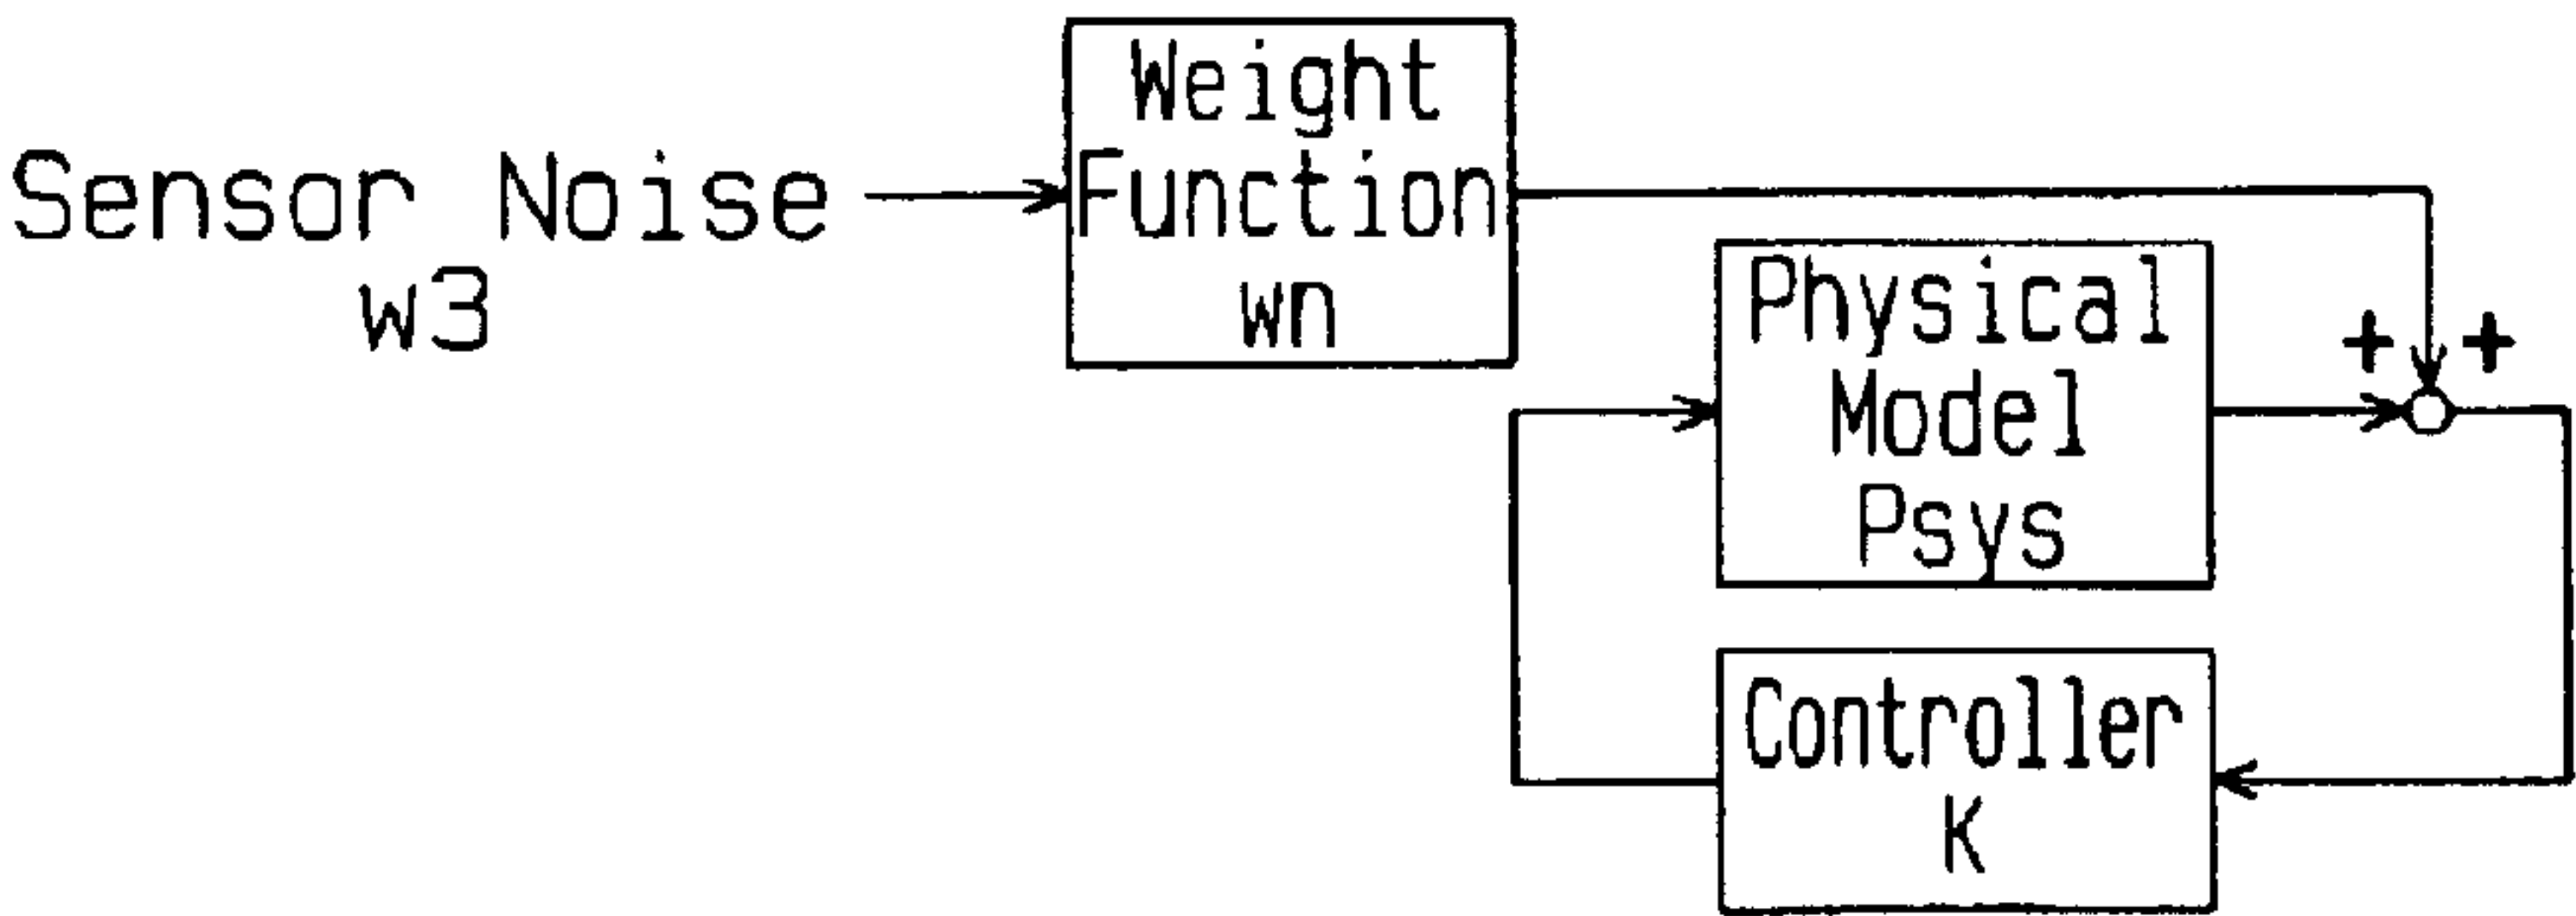 Sensor Noise
w3
Weight
Function
wn
Physical
Model
Psys
+ +
Controller
K